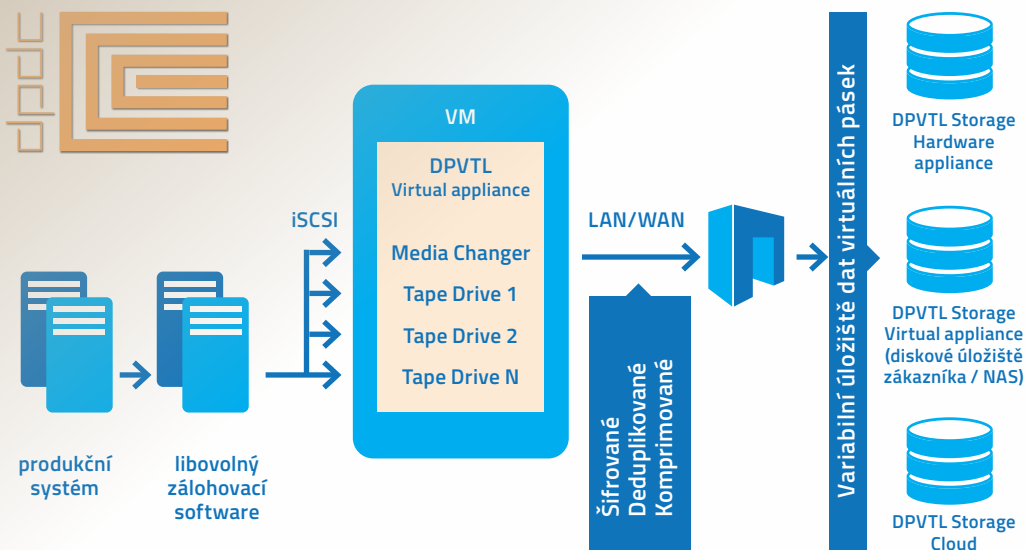 dpdc
VM
DPVTL
Virtual appliance
iSCSI
Media Changer
Tape Drive 1
Tape Drive 2
Tape Drive N
produkční
systém
libovolný
zálohovací
software
LAN/WAN
Šifrované
Deduplikované
Komprimované
Variabilní úložiště dat virtuálních pásek
DPVTL Storage
Hardware
appliance
DPVTL Storage
Virtual appliance
(diskové úložiště
zákazníka / NAS)
DPVTL Storage
Cloud